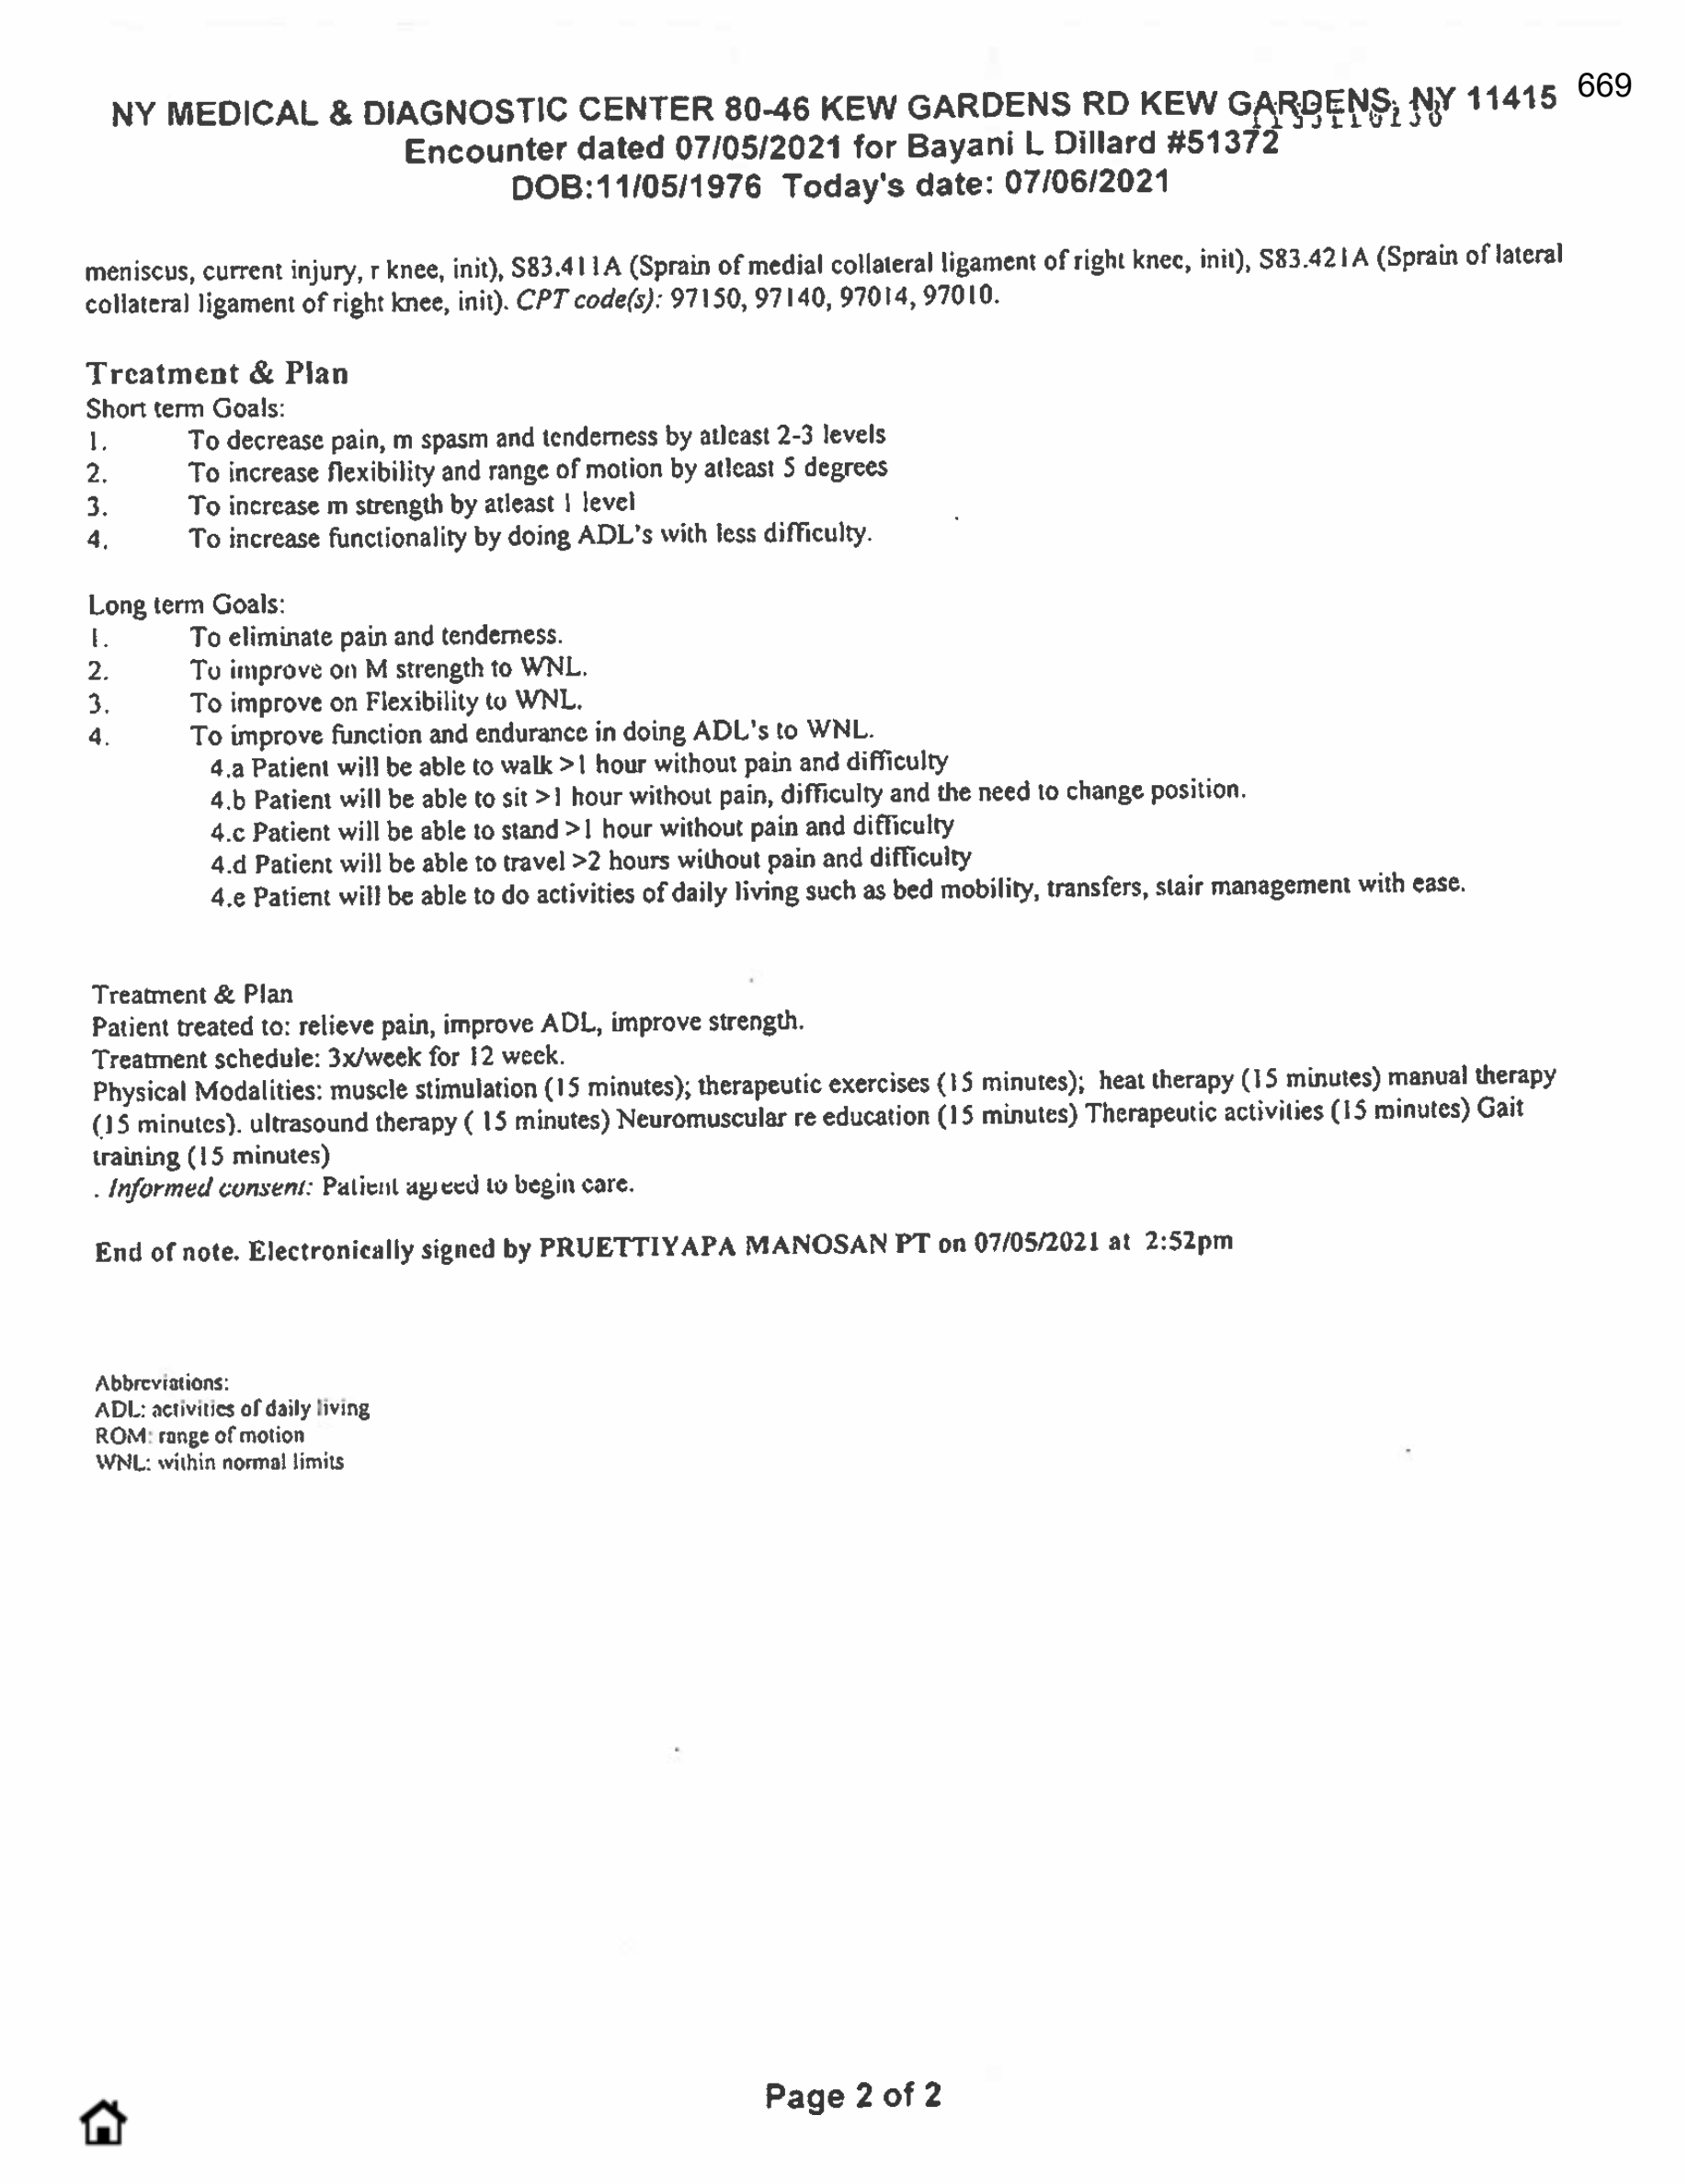 669
NY MEDICAL & DIAGNOSTIC CENTER 80-46 KEW GARDENS RD KEW GARDENS, NY 11415
Encounter dated 07/05/2021 for Bayani L Dillard #51372
DOB:11/05/1976 Today's date: 07/06/2021
meniscus, current injury, r knee, init), S83.411A (Sprain of medial collateral ligament of right knee, init), S83.421A (Sprain of lateral
collateral ligament of right knee, init). CPT code(s): 97150, 97140, 97014, 97010.
Treatment & Plan
Short term Goals:
1. To decrease pain, m spasm and tenderness by atleast 2-3 levels
2. To increase flexibility and range of motion by atleast 5 degrees
3. To increase m strength by atleast 1 level
4. To increase functionality by doing ADL's with less difficulty.
Long term Goals:
1. To eliminate pain and tenderness.
2. To improve on M strength to WNL.
3. To improve on Flexibility to WNL.
4. To improve function and endurance in doing ADL's to WNL.
4.a Patient will be able to walk >1 hour without pain and difficulty
4.b Patient will be able to sit >1 hour without pain, difficulty and the need to change position.
4.c Patient will be able to stand >1 hour without pain and difficulty
4.d Patient will be able to travel >2 hours without pain and difficulty
4.e Patient will be able to do activities of daily living such as bed mobility, transfers, stair management with ease.
Treatment & Plan
Patient treated to: relieve pain, improve ADL, improve strength.
Treatment schedule: 3x/week for 12 week.
Physical Modalities: muscle stimulation (15 minutes); therapeutic exercises (15 minutes); heat therapy (15 minutes) manual therapy
(15 minutes). ultrasound therapy ( 15 minutes) Neuromuscular re education (15 minutes) Therapeutic activities (15 minutes) Gait
training (15 minutes)
. Informed consent: Patient agreed to begin care.
End of note. Electronically signed by PRUETTIYAPA MANOSAN PT on 07/05/2021 at 2:52pm
Abbreviations:
ADL: activities of daily living
ROM: range of motion
WNL: within normal limits
Page 2 of 2